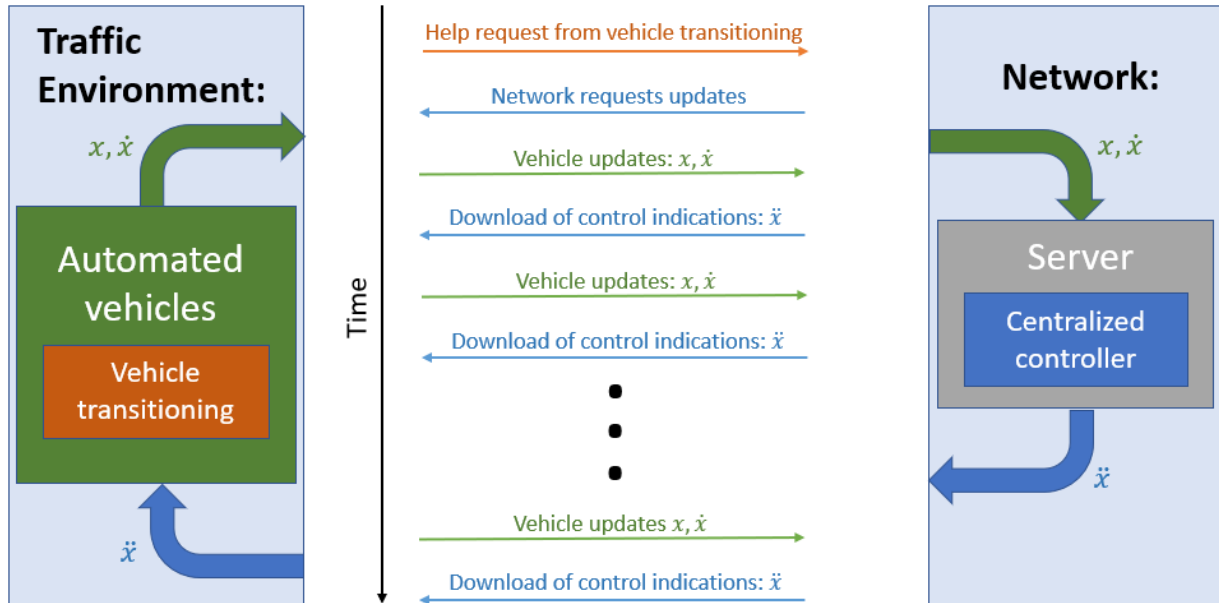 Traffic
Environment:
x, ẋ
Automated
vehicles
Vehicle
transitioning
ẍ
Time
Help request from vehicle transitioning
Network requests updates
Vehicle updates: x, ẋ
Download of control indications: ẍ
Vehicle updates: x, ẋ
Download of control indications: ẍ
Vehicle updates x, ẋ
Download of control indications: ẍ
Network:
x, ẋ
Server
Centralized
controller
ẍ